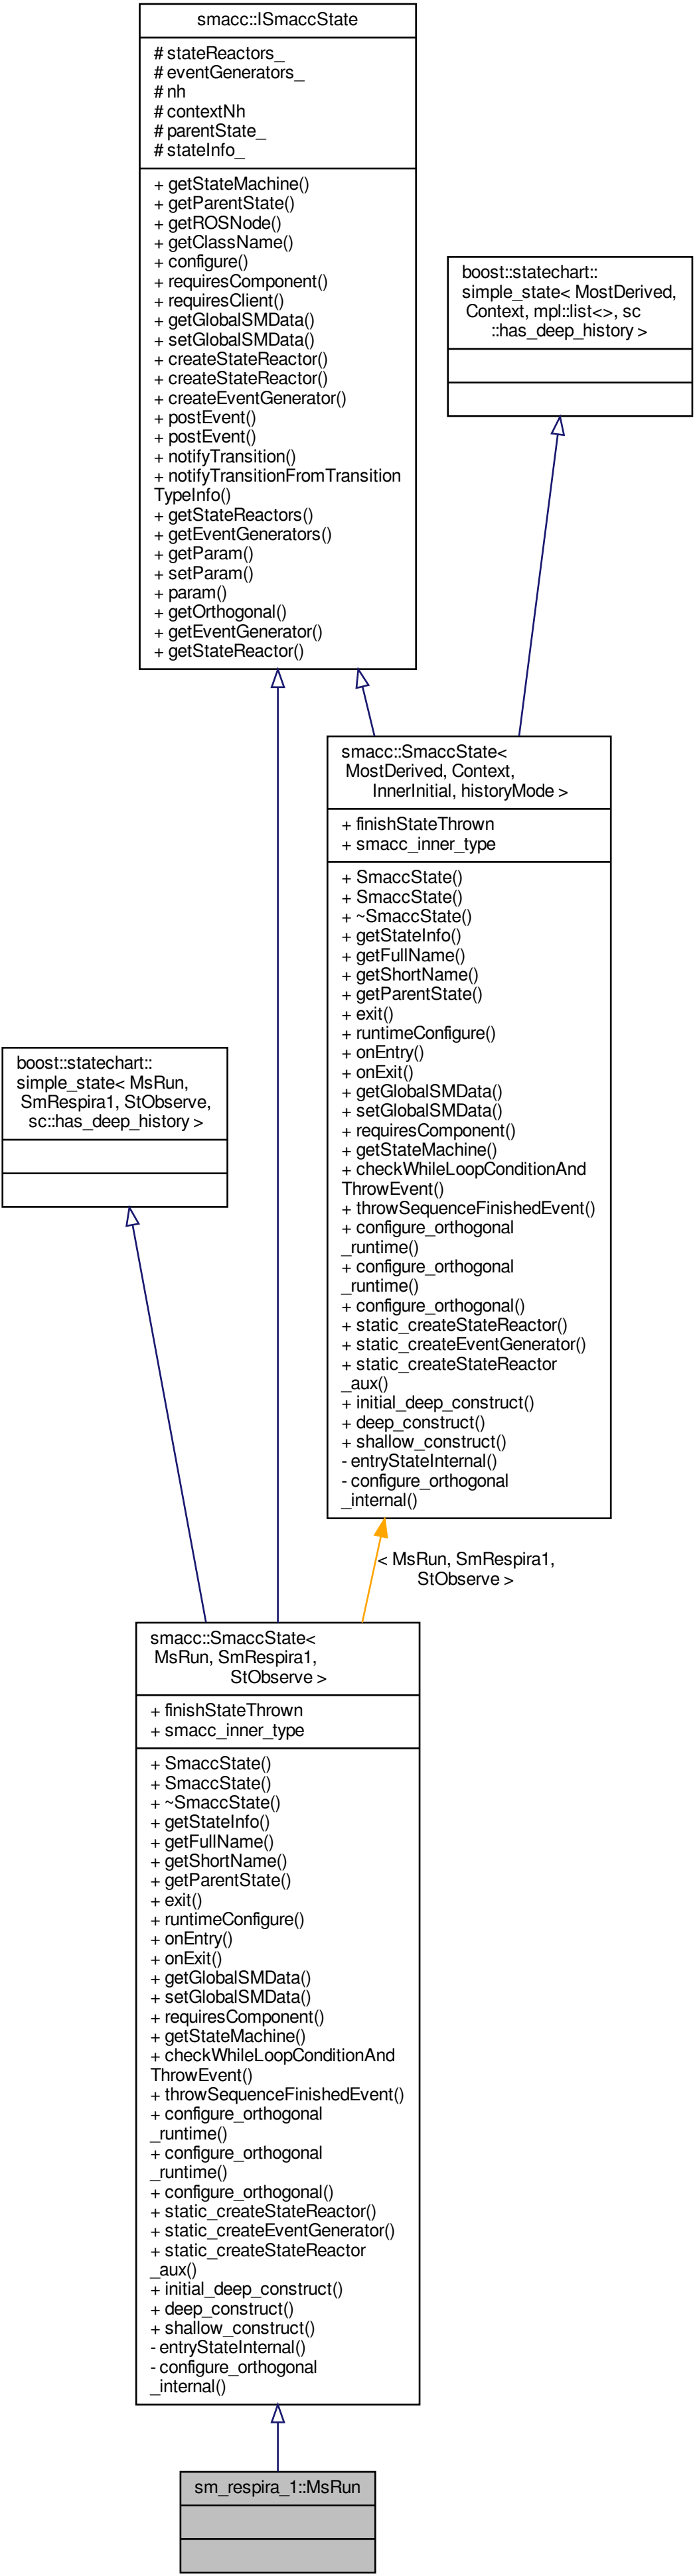 smacc::ISmaccState
# stateReactors_
# eventGenerators_
# nh
# contextNh
# parentState_
# stateInfo_
+ getStateMachine()
+ getParentState()
+ getROSNode()
+ getClassName()
+ configure()
+ requiresComponent()
+ requiresClient()
+ getGlobalSMData()
+ setGlobalSMData()
+ createStateReactor()
+ createStateReactor()
+ createEventGenerator()
+ postEvent()
+ postEvent()
+ notifyTransition()
+ notifyTransitionFromTransition
TypeInfo()
+ getStateReactors()
+ getEventGenerators()
+ getParam()
+ setParam()
+ param()
+ getOrthogonal()
+ getEventGenerator()
+ getStateReactor()
boost::statechart::
simple_state< MostDerived,
Context, mpl::list<>, sc
::has_deep_history >
smacc::SmaccState<
MostDerived, Context,
InnerInitial, historyMode >
+ finishStateThrown
+ smacc_inner_type
+ SmaccState()
+ SmaccState()
+ ~SmaccState()
+ getStateInfo()
+ getFullName()
+ getShortName()
+ getParentState()
+ exit()
+ runtimeConfigure()
+ onEntry()
+ onExit()
+ getGlobalSMData()
+ setGlobalSMData()
+ requiresComponent()
+ getStateMachine()
+ checkWhileLoopConditionAnd
ThrowEvent()
+ throwSequenceFinishedEvent()
+ configure_orthogonal
_runtime()
+ configure_orthogonal
_runtime()
+ configure_orthogonal()
+ static_createStateReactor()
+ static_createEventGenerator()
+ static_createStateReactor
_aux()
+ initial_deep_construct()
+ deep_construct()
+ shallow_construct()
- entryStateInternal()
- configure_orthogonal
_internal()
boost::statechart::
simple_state< MsRun,
SmRespira1, StObserve,
sc::has_deep_history >
< MsRun, SmRespira1,
StObserve >
smacc::SmaccState<
MsRun, SmRespira1,
StObserve >
+ finishStateThrown
+ smacc_inner_type
+ SmaccState()
+ SmaccState()
+ ~SmaccState()
+ getStateInfo()
+ getFullName()
+ getShortName()
+ getParentState()
+ exit()
+ runtimeConfigure()
+ onEntry()
+ onExit()
+ getGlobalSMData()
+ setGlobalSMData()
+ requiresComponent()
+ getStateMachine()
+ checkWhileLoopConditionAnd
ThrowEvent()
+ throwSequenceFinishedEvent()
+ configure_orthogonal
_runtime()
+ configure_orthogonal
_runtime()
+ configure_orthogonal()
+ static_createStateReactor()
+ static_createEventGenerator()
+ static_createStateReactor
_aux()
+ initial_deep_construct()
+ deep_construct()
+ shallow_construct()
- entryStateInternal()
- configure_orthogonal
_internal()
sm_respira_1::MsRun